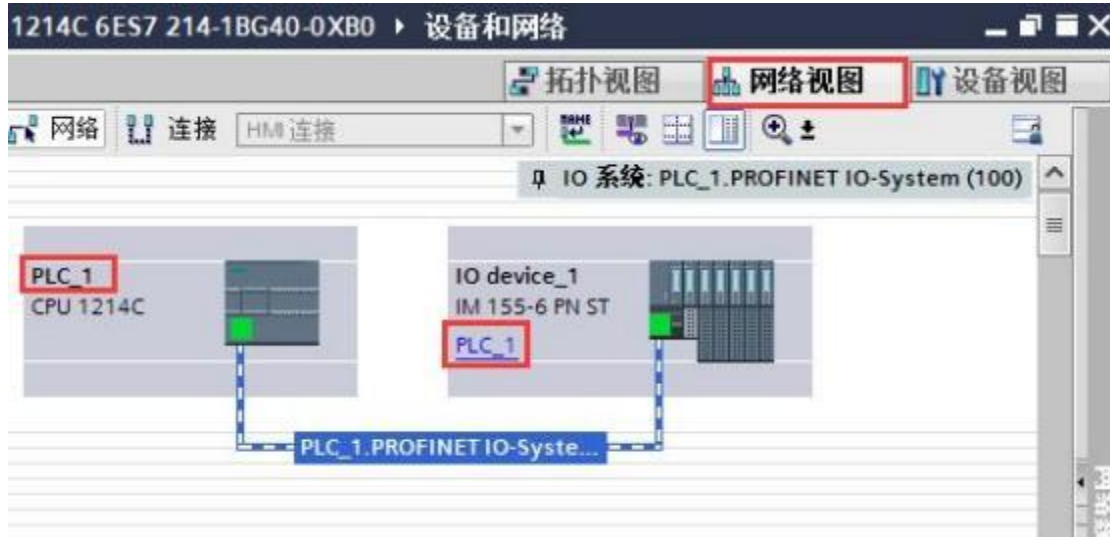 1214C 6ES7 214-1BG40-0XB0 ▸ 设备和网络
拓扑视图 网络视图 设备视图
网络 连接 HMI 连接
IO 系统: PLC_1.PROFINET IO-System (100)
PLC_1
CPU 1214C
IO device_1
IM 155-6 PN ST
PLC_1
PLC_1.PROFINET IO-Syste...